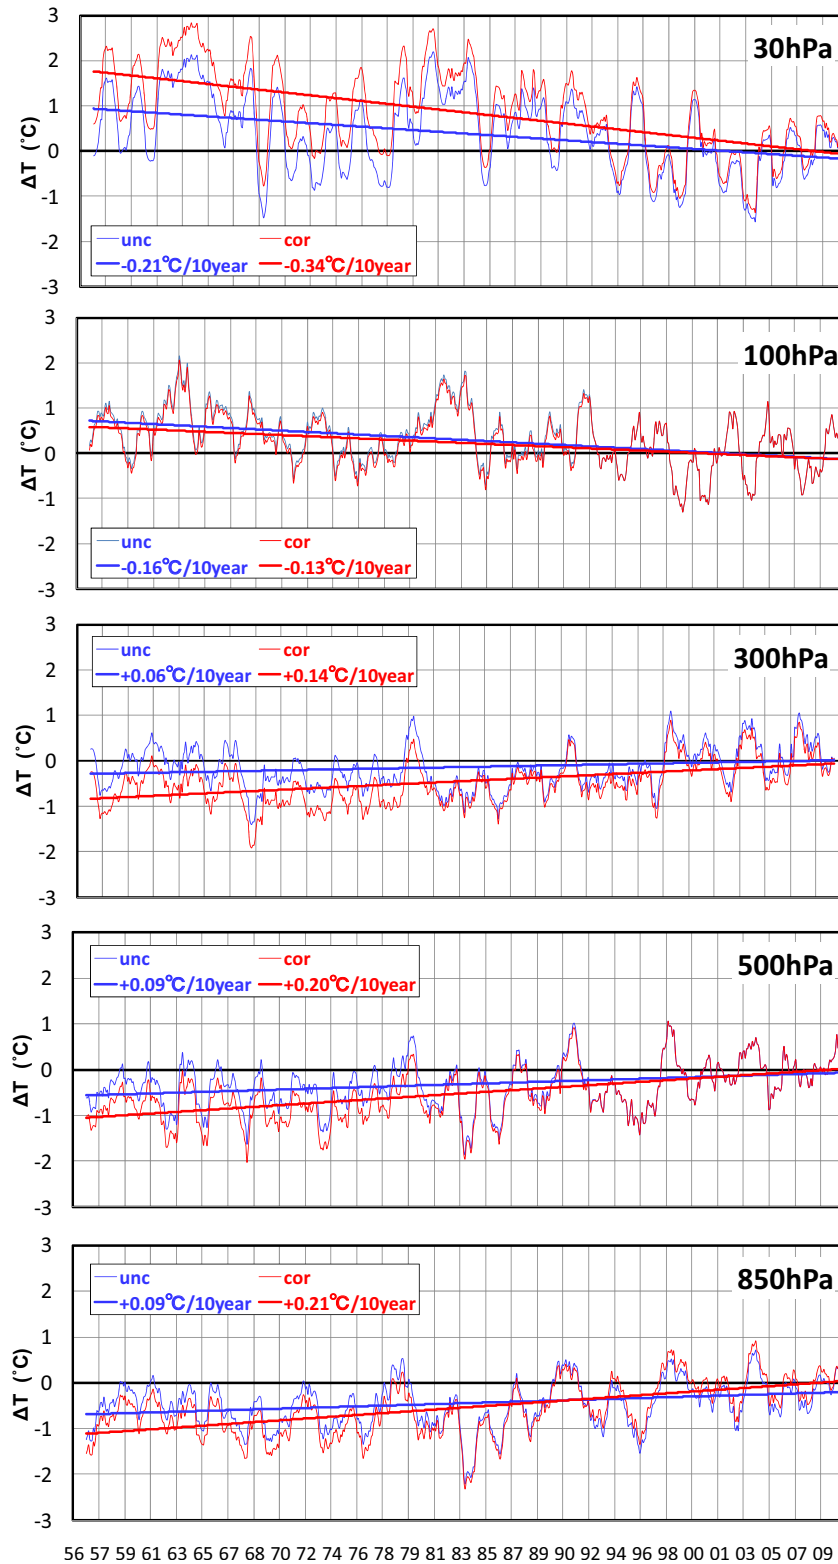 3
30hPa
2
1
0
-1
-2
-3
ΔT (°C)
unc cor
-0.21℃/10year -0.34℃/10year
3
100hPa
2
1
0
-1
-2
-3
ΔT (°C)
unc cor
-0.16℃/10year -0.13℃/10year
3
unc cor
300hPa
+0.06℃/10year +0.14℃/10year
2
1
0
-1
-2
-3
ΔT (°C)
3
unc cor
500hPa
+0.09℃/10year +0.20℃/10year
2
1
0
-1
-2
-3
ΔT (°C)
3
unc cor
850hPa
+0.09℃/10year +0.21℃/10year
2
1
0
-1
-2
-3
ΔT (°C)
56 57 59 61 63 65 67 68 70 72 74 76 78 79 81 83 85 87 89 90 92 94 96 98 00 01 03 05 07 09